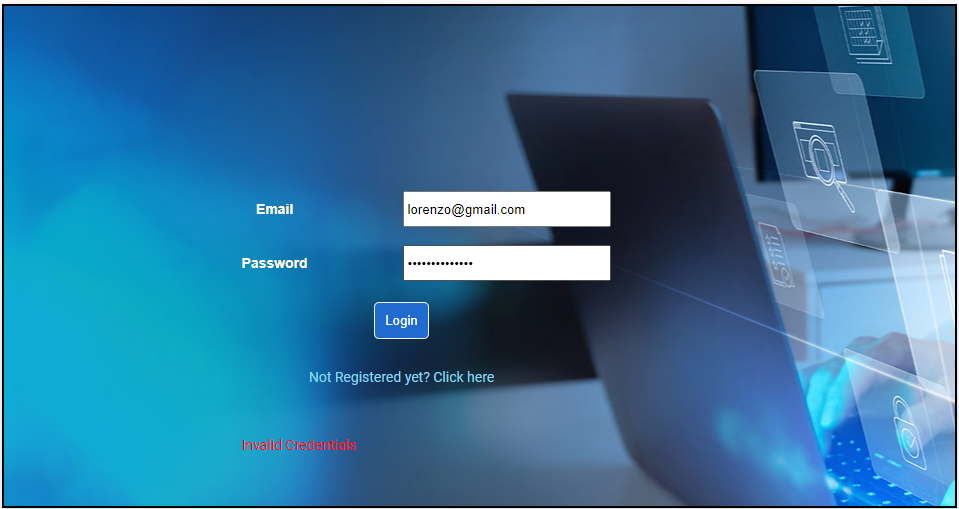 Email
lorenzo@gmail.com
Password
••••••••••••••
Login
Not Registered yet? Click here
Invalid Credentials